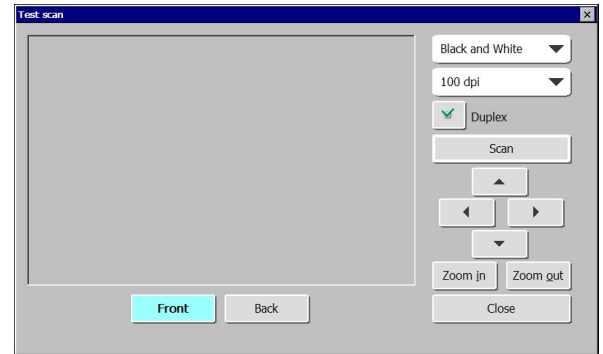 Test scan
Black and White
100 dpi
Duplex
Scan
Zoom in
Zoom out
Front
Back
Close